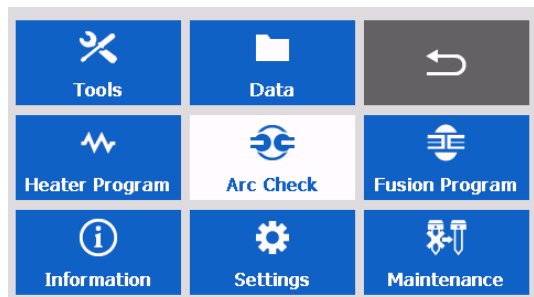 Tools
Data
Heater Program
Arc Check
Fusion Program
Information
Settings
Maintenance